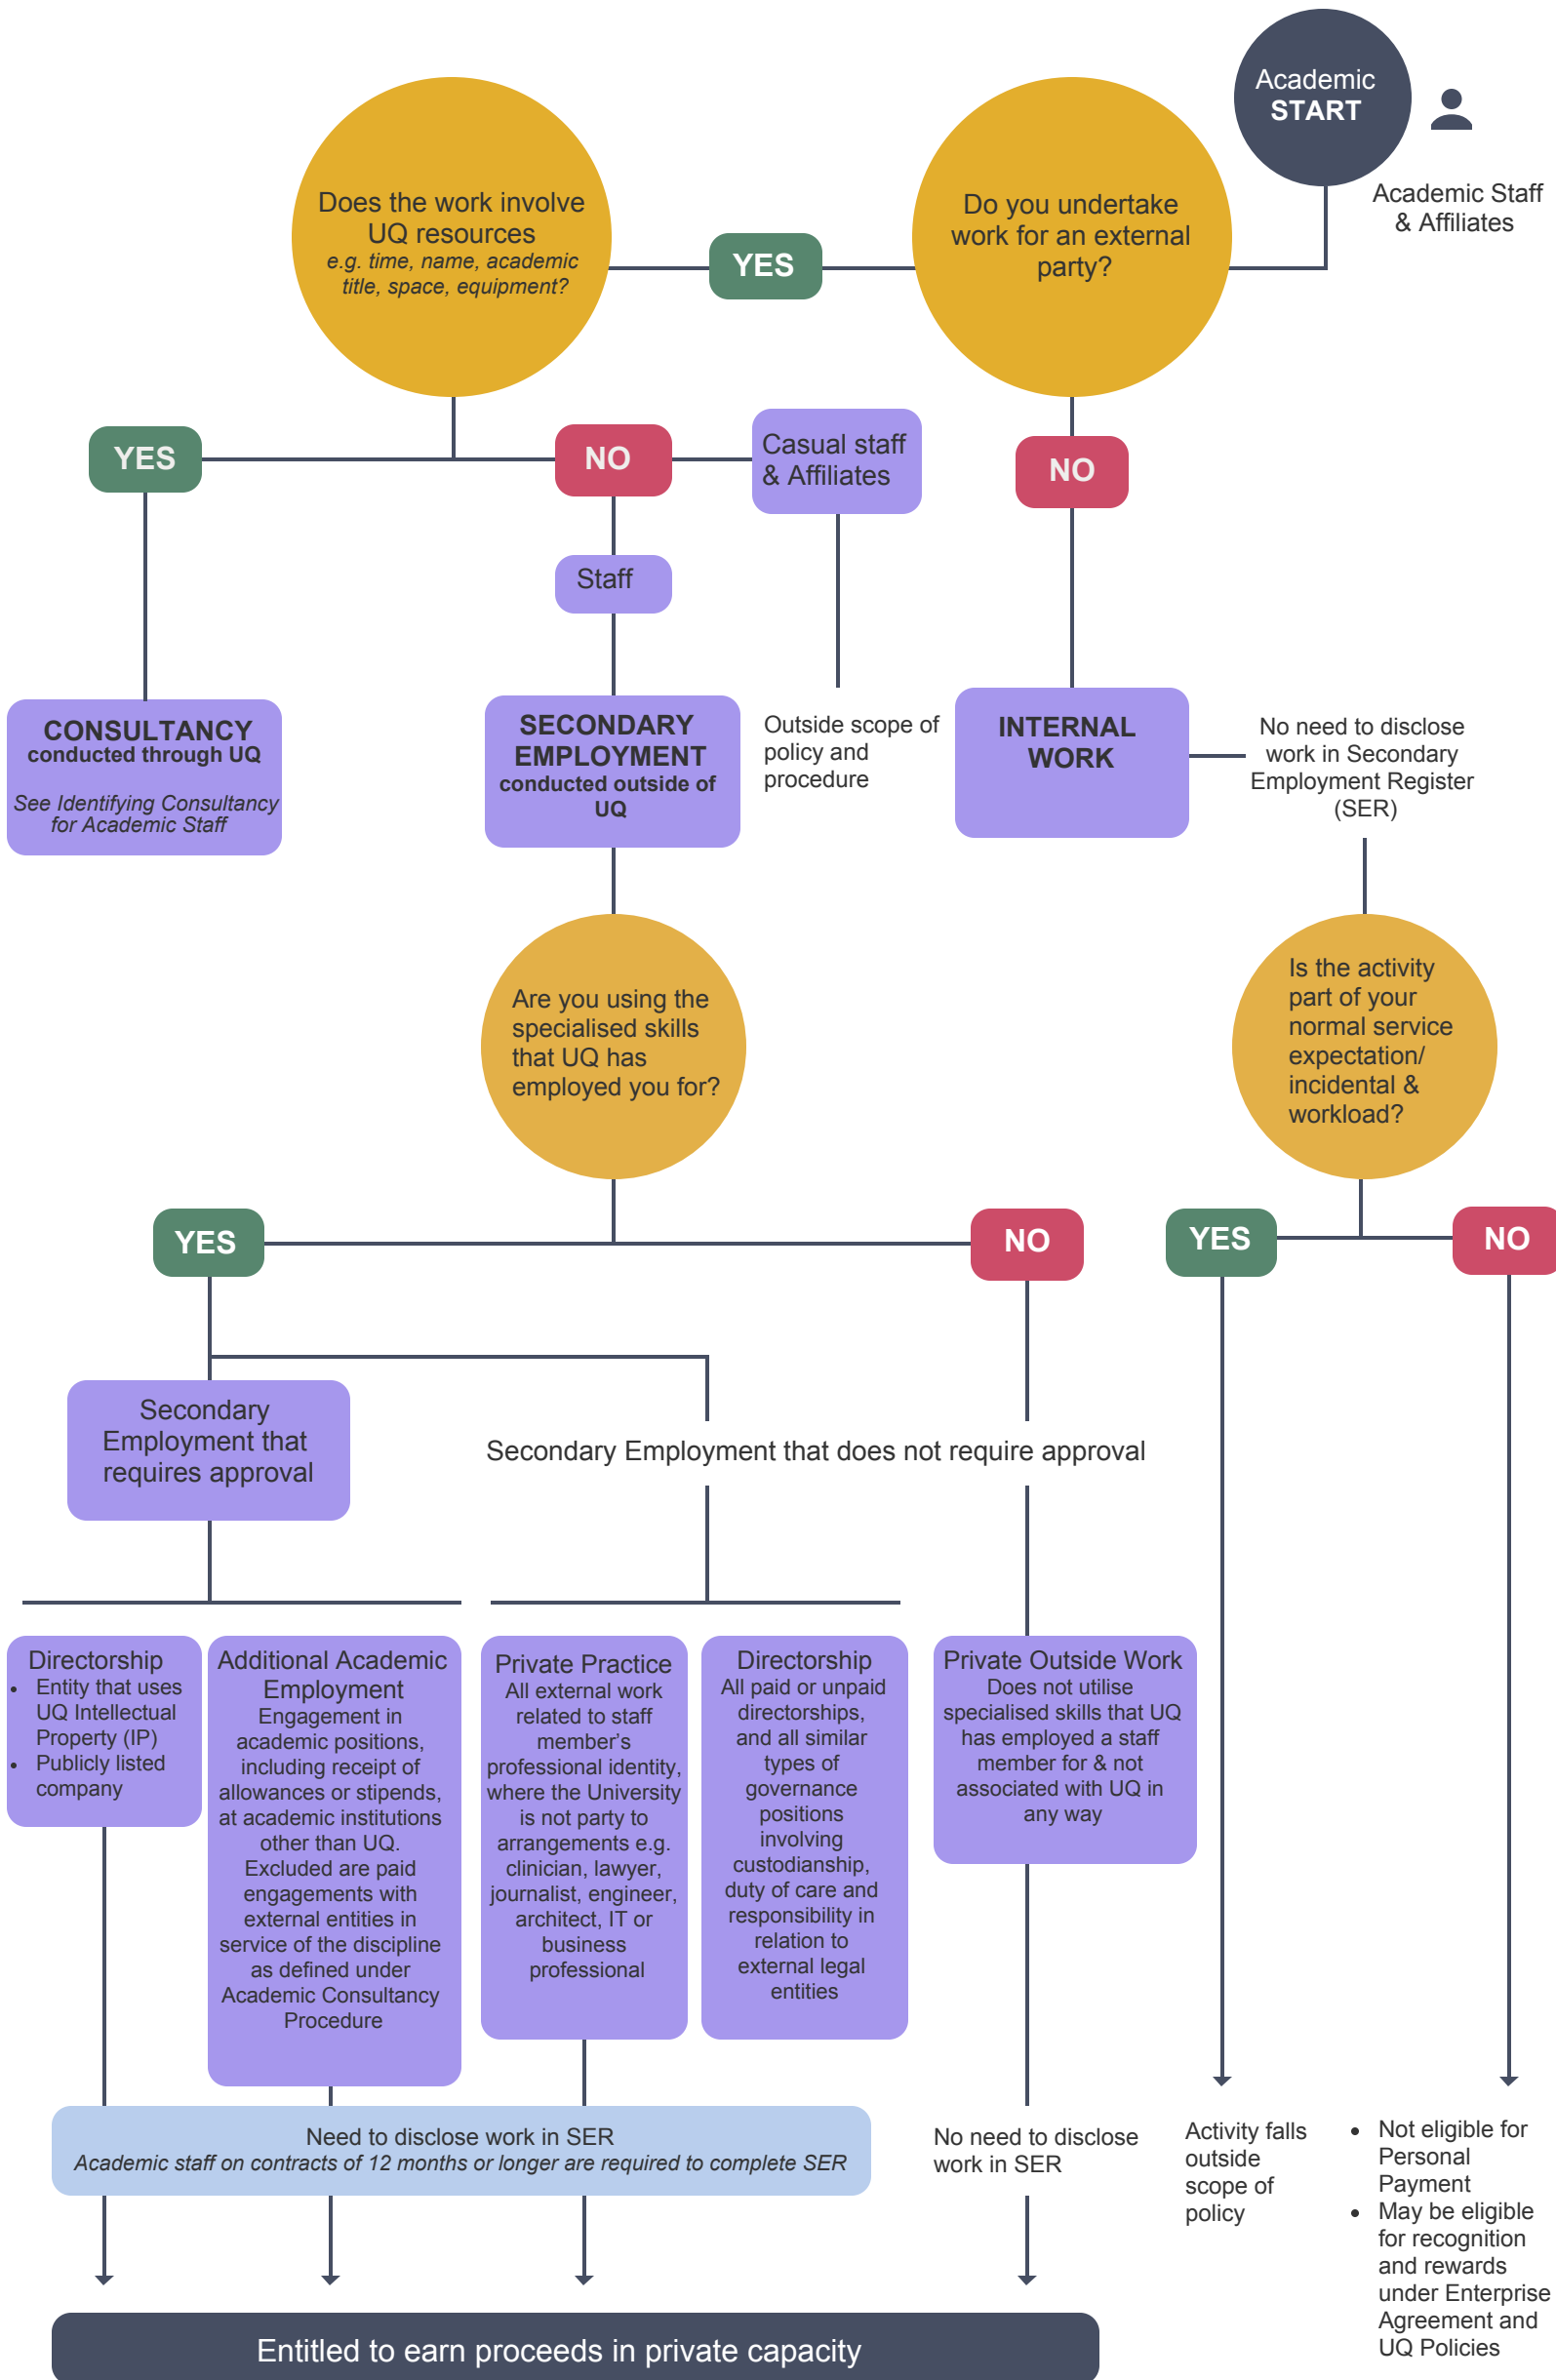 Academic
START
Academic Staff
& Affiliates
Do you undertake
work for an external
party?
YES
Does the work involve
UQ resources
e.g. time, name, academic
title, space, equipment?
YES
NO
Casual staff
& Affiliates
NO
Staff
CONSULTANCY
conducted through UQ
See Identifying Consultancy
for Academic Staff
SECONDARY
EMPLOYMENT
conducted outside of
UQ
Outside scope of
policy and
procedure
INTERNAL
WORK
No need to disclose
work in Secondary
Employment Register
(SER)
Are you using the
specialised skills
that UQ has
employed you for?
Is the activity
part of your
normal service
expectation/
incidental &
workload?
YES
NO
YES
NO
Secondary
Employment that
requires approval
Secondary Employment that does not require approval
Directorship
• Entity that uses
UQ Intellectual
Property (IP)
• Publicly listed
company
Additional Academic
Employment
Engagement in
academic positions,
including receipt of
allowances or stipends,
at academic institutions
other than UQ.
Excluded are paid
engagements with
external entities in
service of the discipline
as defined under
Academic Consultancy
Procedure
Private Practice
All external work
related to staff
member’s
professional identity,
where the University
is not party to
arrangements e.g.
clinician, lawyer,
journalist, engineer,
architect, IT or
business
professional
Directorship
All paid or unpaid
directorships,
and all similar
types of
governance
positions
involving
custodianship,
duty of care and
responsibility in
relation to
external legal
entities
Private Outside Work
Does not utilise
specialised skills that UQ
has employed a staff
member for & not
associated with UQ in
any way
Need to disclose work in SER
Academic staff on contracts of 12 months or longer are required to complete SER
No need to disclose
work in SER
Activity falls
outside
scope of
policy
• Not eligible for
Personal
Payment
• May be eligible
for recognition
and rewards
under Enterprise
Agreement and
UQ Policies
Entitled to earn proceeds in private capacity